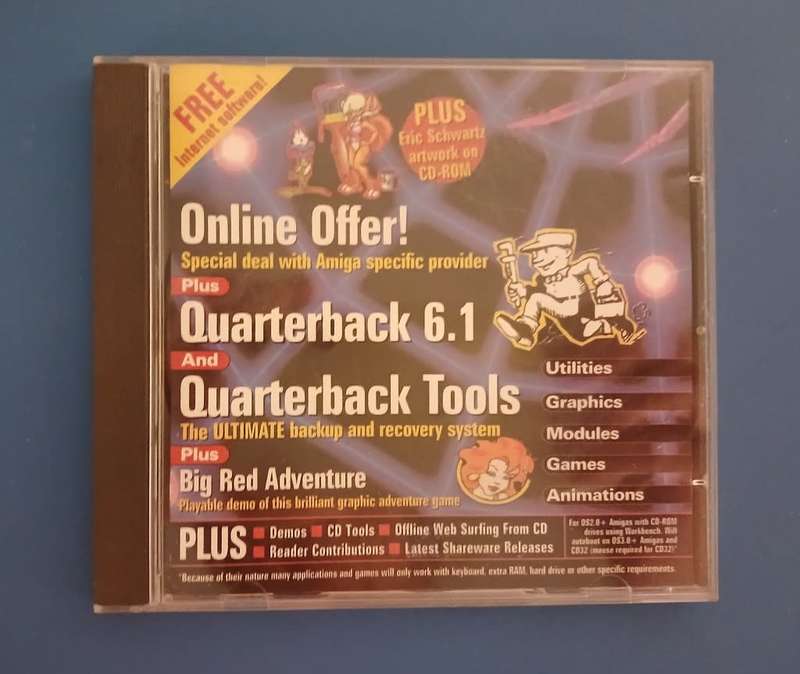 FREE
Internet software!
PLUS
Eric Schwartz
artwork on
CD-ROM
Online Offer!
Special deal with Amiga specific provider
Plus
Quarterback 6.1
And
Quarterback Tools
The ULTIMATE backup and recovery system
Plus
Big Red Adventure
Playable demo of this brilliant graphic adventure game
Utilities
Graphics
Modules
Games
Animations
PLUS
Demos CD Tools Offline Web Surfing From CD
Reader Contributions Latest Shareware Releases
For OS2.0+ Amigas with CD-ROM
drives using Workbench. Will
autoboot on OS3.0+ Amigas and
CD32 (mouse required for CD32)*
*Because of their nature many applications and games will only work with keyboard, extra RAM, hard drive or other specific requirements.